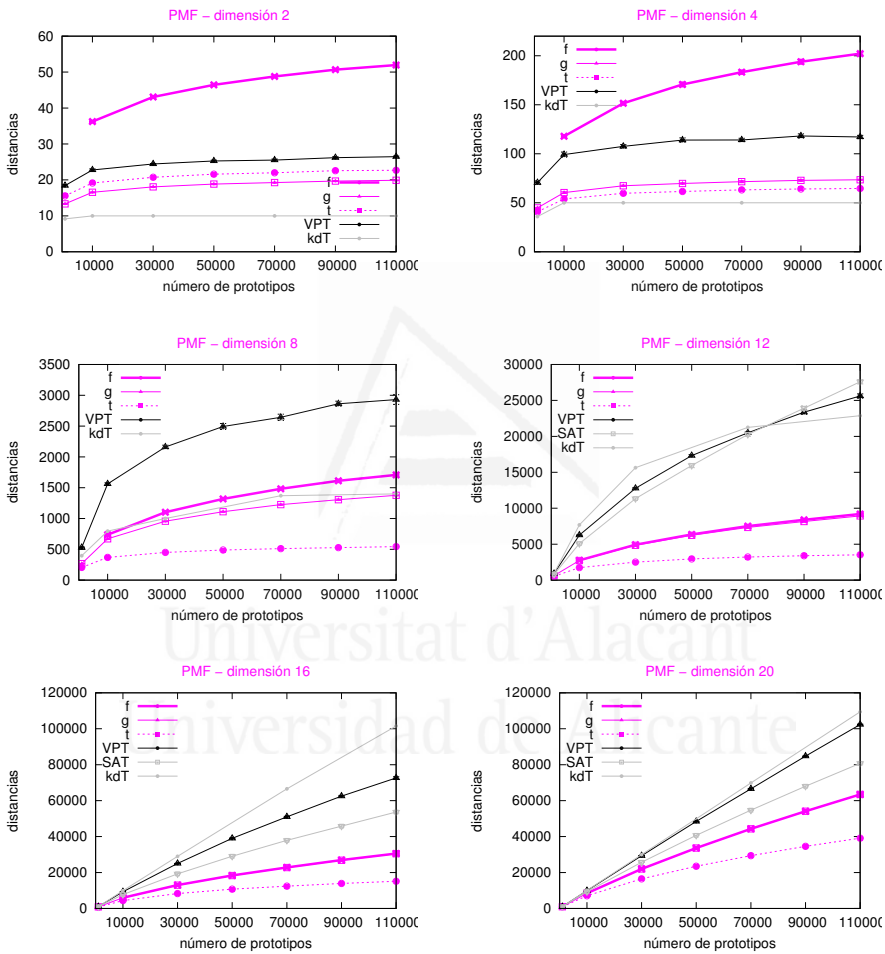 PMF − dimensión 2
60
50
40
30
20
10
0
distancias
f
g
t
VPT
kdT
10000 30000 50000 70000 90000 110000
número de prototipos
PMF − dimensión 4
200
150
100
50
0
distancias
f
g
t
VPT
kdT
10000 30000 50000 70000 90000 110000
número de prototipos
PMF − dimensión 8
3500
3000
2500
2000
1500
1000
500
0
distancias
f
g
t
VPT
kdT
10000 30000 50000 70000 90000 110000
número de prototipos
PMF − dimensión 12
30000
25000
20000
15000
10000
5000
0
distancias
f
g
t
VPT
SAT
kdT
10000 30000 50000 70000 90000 110000
número de prototipos
Universitat d'Alacant
Universidad de Alicante
PMF − dimensión 16
120000
100000
80000
60000
40000
20000
0
distancias
f
g
t
VPT
SAT
kdT
10000 30000 50000 70000 90000 110000
número de prototipos
PMF − dimensión 20
120000
100000
80000
60000
40000
20000
0
distancias
f
g
t
VPT
SAT
kdT
10000 30000 50000 70000 90000 110000
número de prototipos